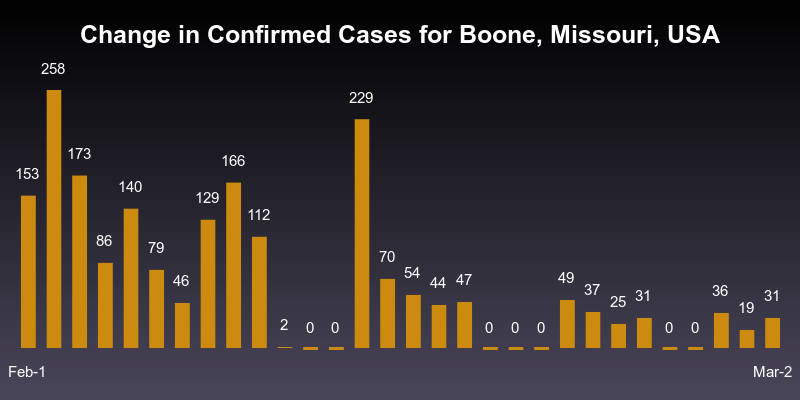 Change in Confirmed Cases for Boone, Missouri, USA
153 258 173 86 140 79 46 129 166 112 2 0 0 229 70 54 44 47 0 0 0 49 37 25 31 0 0 36 19 31
Feb-1 Mar-2